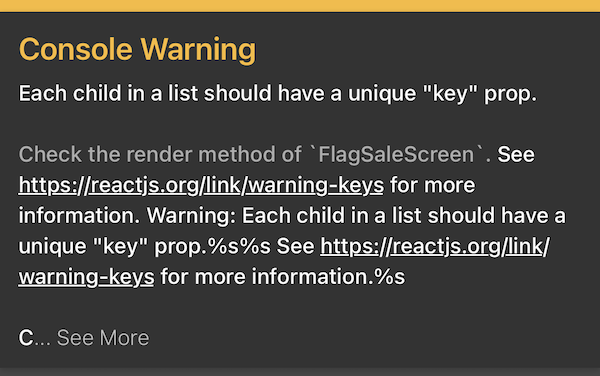 Console Warning
Each child in a list should have a unique "key" prop.
Check the render method of `FlagSaleScreen`. See
https://reactjs.org/link/warning-keys for more
information. Warning: Each child in a list should have a
unique "key" prop.%s%s See https://reactjs.org/link/
warning-keys for more information.%s
C... See More